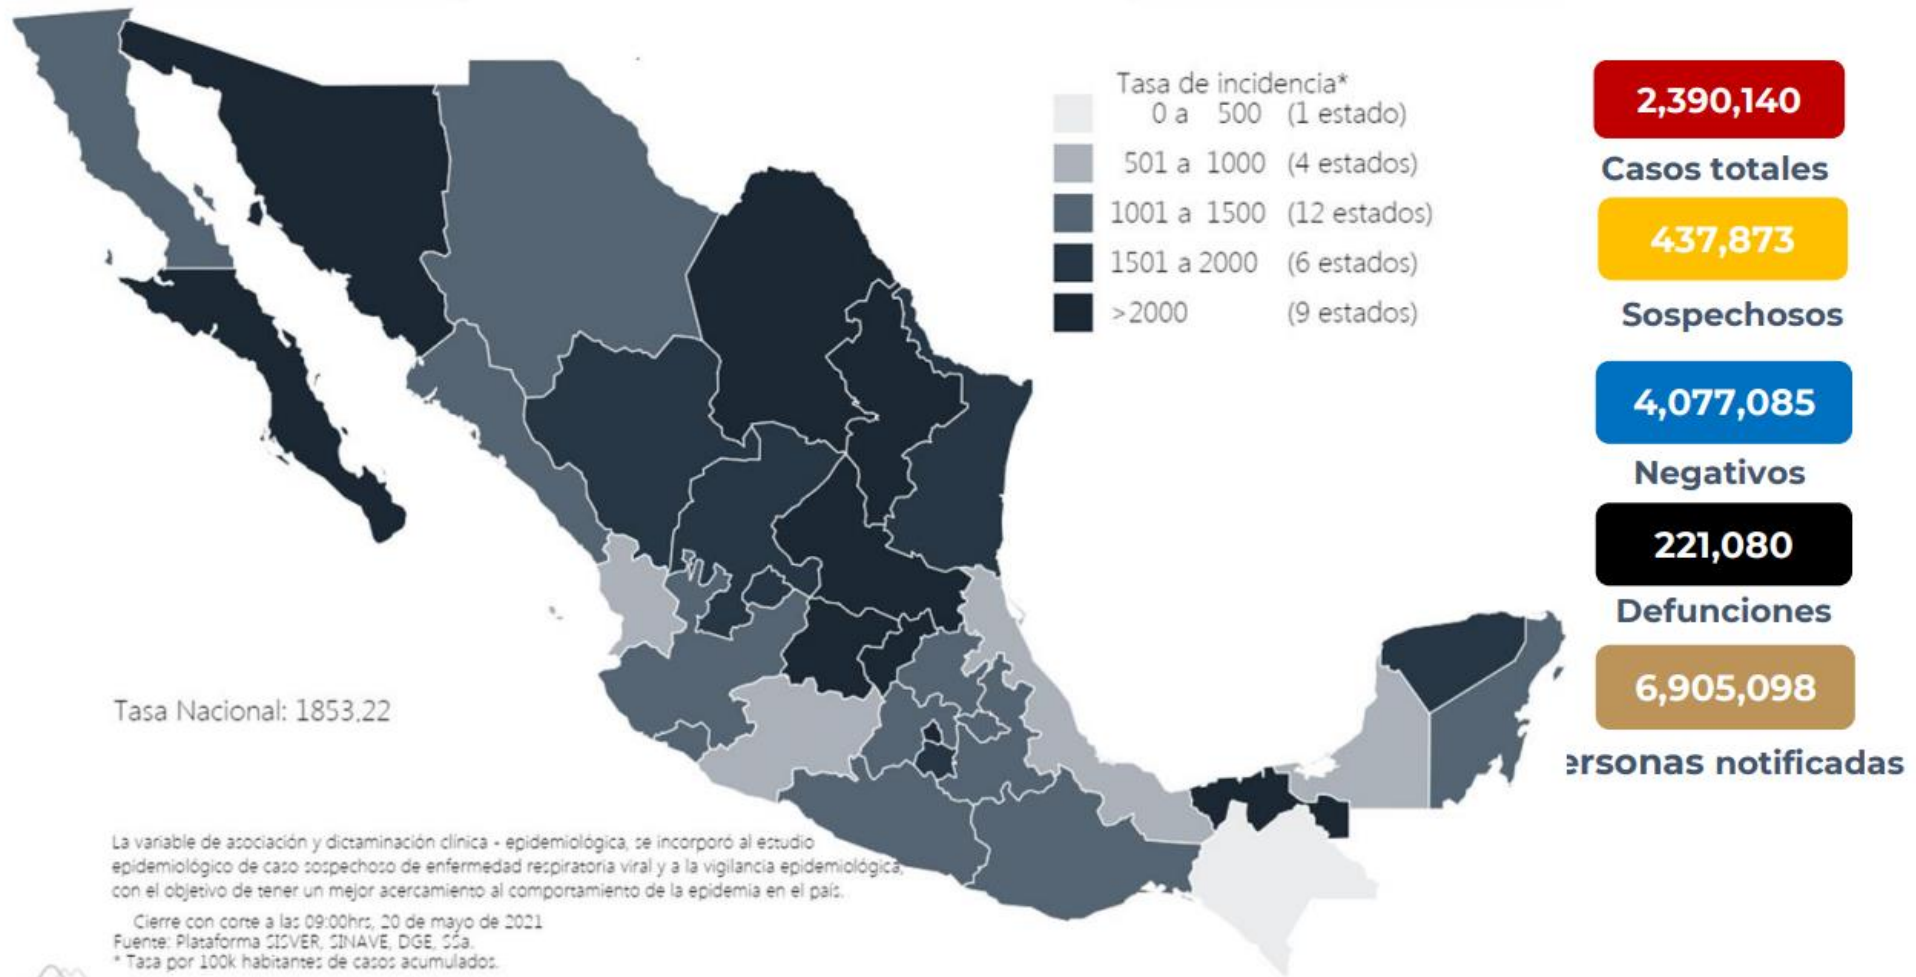 Tasa de incidencia*
0 a 500 (1 estado)
501 a 1000 (4 estados)
1001 a 1500 (12 estados)
1501 a 2000 (6 estados)
>2000 (9 estados)
2,390,140
Casos totales
437,873
Sospechosos
4,077,085
Negativos
221,080
Defunciones
6,905,098
ersonas notificadas
Tasa Nacional: 1853.22
La variable de asociación y dictaminación clínica - epidemiológica, se incorporó al estudio
epidemiológico de caso sospechoso de enfermedad respiratoria viral y a la vigilancia epidemiológica,
con el objetivo de tener un mejor acercamiento al comportamiento de la epidemia en el país.
Cierre con corte a las 09:00hrs, 20 de mayo de 2021
Fuente: Plataforma SISVER, SINAVE, DGE, SSa.
* Tasa por 100k habitantes de casos acumulados.